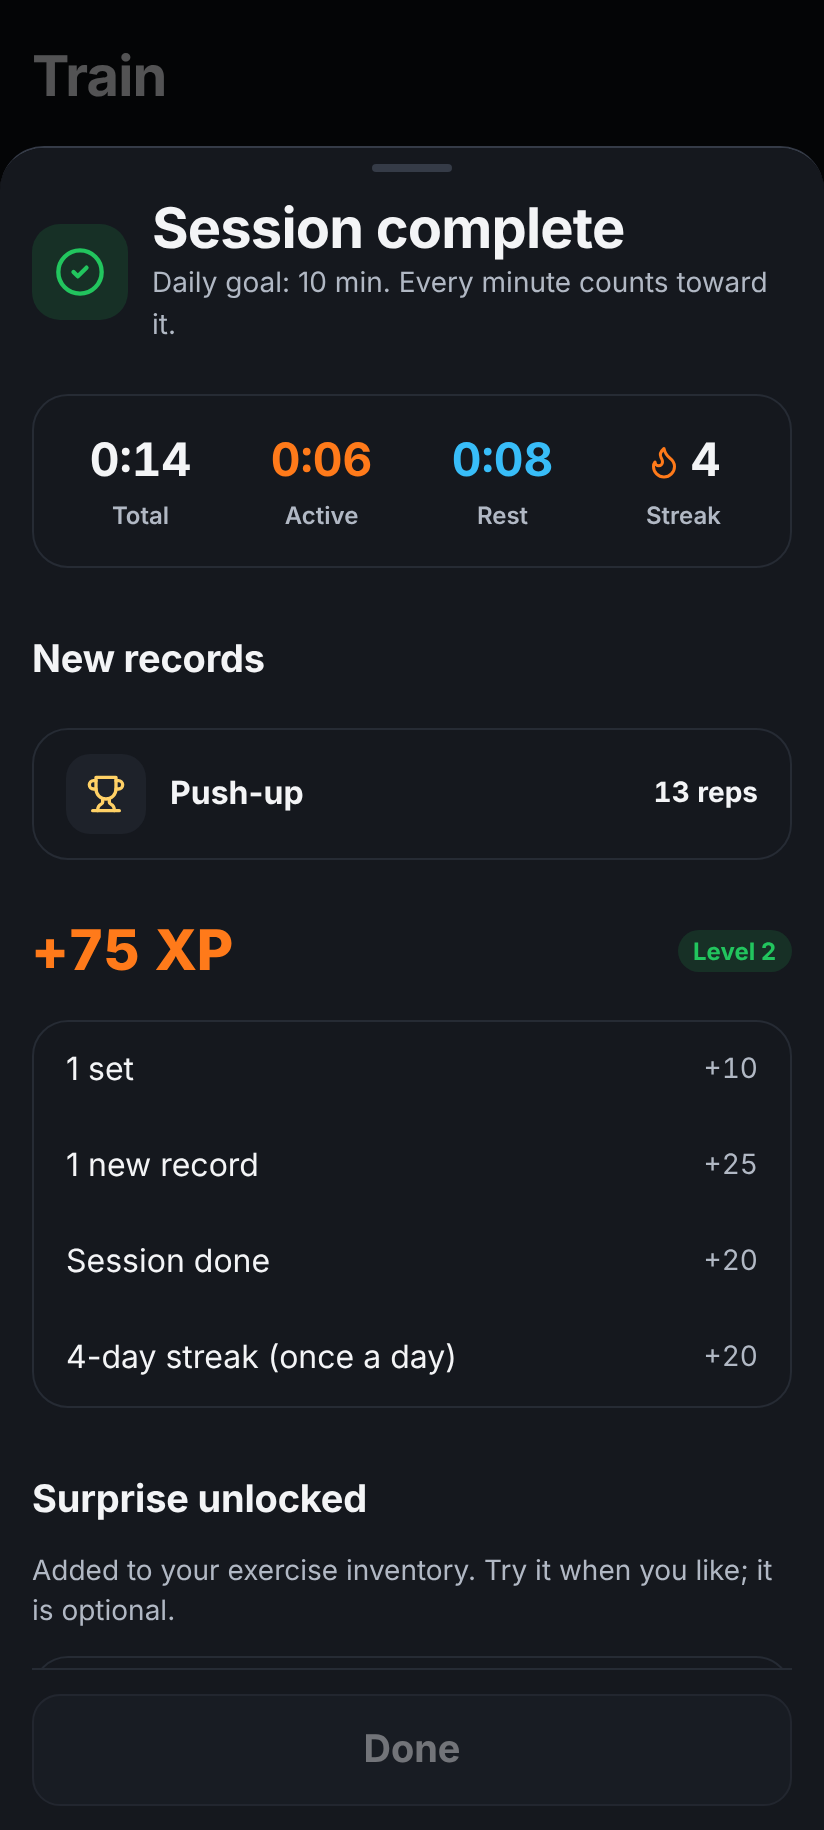 Train
Session complete
Daily goal: 10 min. Every minute counts toward
it.
0:14 0:06 0:08 4
Total Active Rest Streak
New records
Push-up 13 reps
+75 XP Level 2
1 set +10
1 new record +25
Session done +20
4-day streak (once a day) +20
Surprise unlocked
Added to your exercise inventory. Try it when you like; it
is optional.
Done